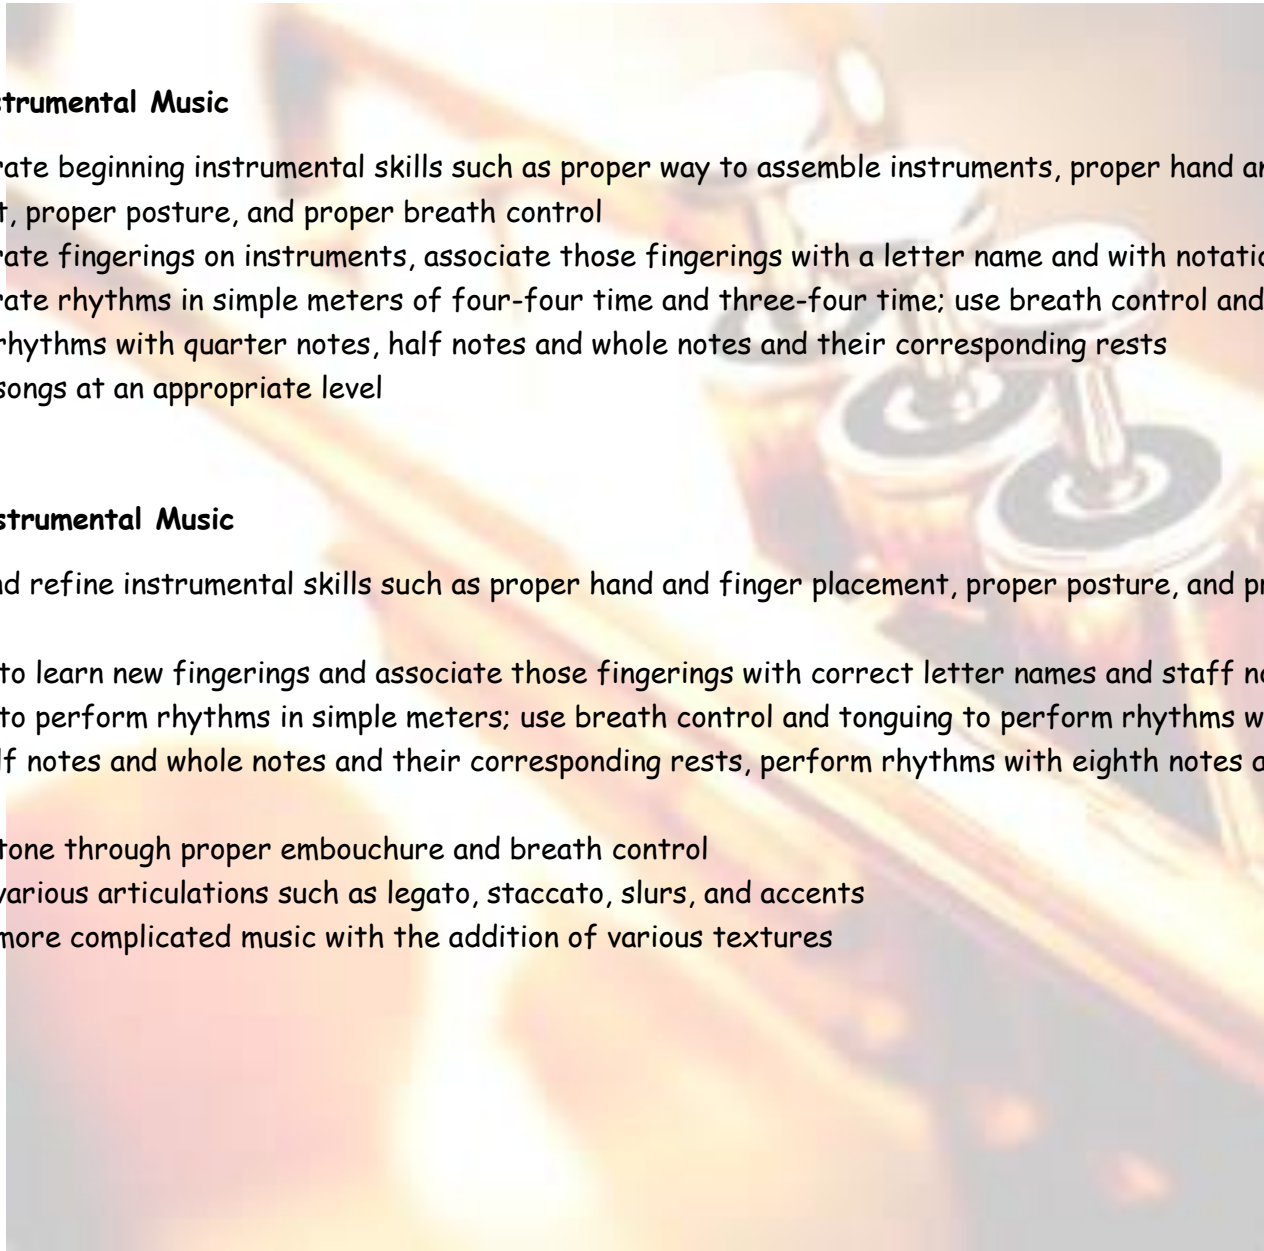 strumental Music
rate beginning instrumental skills such as proper way to assemble instruments, proper hand
t, proper posture, and proper breath control
rate fingerings on instruments, associate those fingerings with a letter name and with
rate rhythms in simple meters of four-four time and three-four time; use breath control and
rhythms with quarter notes, half notes and whole notes and their corresponding rests
songs at an appropriate level
strumental Music
nd refine instrumental skills such as proper hand and finger placement, proper posture, and
to learn new fingerings and associate those fingerings with correct letter names and staff
to perform rhythms in simple meters; use breath control and tonguing to perform rhythms
lf notes and whole notes and their corresponding rests, perform rhythms with eighth notes
tone through proper embouchure and breath control
various articulations such as legato, staccato, slurs, and accents
more complicated music with the addition of various textures